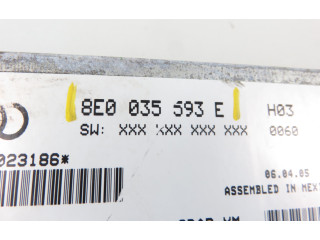 8E0 035 593 E H03
SW: XXX XXX XXX XXX 0060
023186*
06.04.05
ASSEMBLED IN MEX